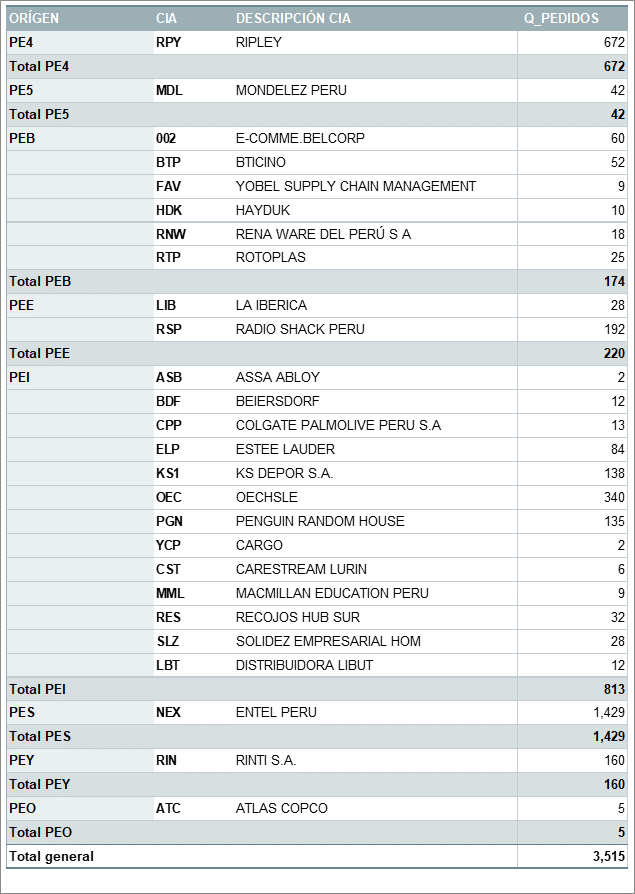 ORÍGEN CIA DESCRIPCIÓN CIA Q_PEDIDOS
PE4 RPY RIPLEY 672
Total PE4 672
PE5 MDL MONDELEZ PERU 42
Total PE5 42
PEB 002 E-COMME.BELCORP 60
BTP BTICINO 52
FAV YOBEL SUPPLY CHAIN MANAGEMENT 9
HDK HAYDUK 10
RNW RENA WARE DEL PERÚ S A 18
RTP ROTOPLAS 25
Total PEB 174
PEE LIB LA IBERICA 28
RSP RADIO SHACK PERU 192
Total PEE 220
PEI ASB ASSA ABLOY 2
BDF BEIERSDORF 12
CPP COLGATE PALMOLIVE PERU S.A 13
ELP ESTEE LAUDER 84
KS1 KS DEPOR S.A. 138
OEC OECHSLE 340
PGN PENGUIN RANDOM HOUSE 135
YCP CARGO 2
CST CARESTREAM LURIN 6
MML MACMILLAN EDUCATION PERU 9
RES RECOJOS HUB SUR 32
SLZ SOLIDEZ EMPRESARIAL HOM 28
LBT DISTRIBUIDORA LIBUT 12
Total PEI 813
PES NEX ENTEL PERU 1,429
Total PES 1,429
PEY RIN RINTI S.A. 160
Total PEY 160
PEO ATC ATLAS COPCO 5
Total PEO 5
Total general 3,515